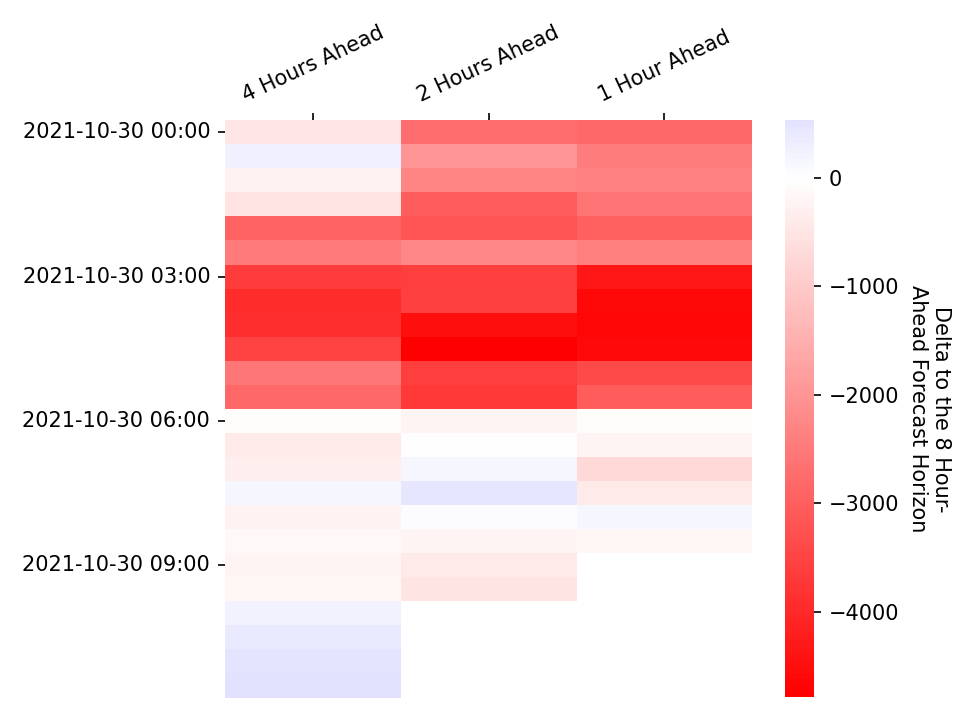 4 Hours Ahead
2 Hours Ahead
1 Hour Ahead
2021-10-30 00:00
2021-10-30 03:00
2021-10-30 06:00
2021-10-30 09:00
0
−1000
−2000
−3000
−4000
Delta to the 8 Hour-
Ahead Forecast Horizon